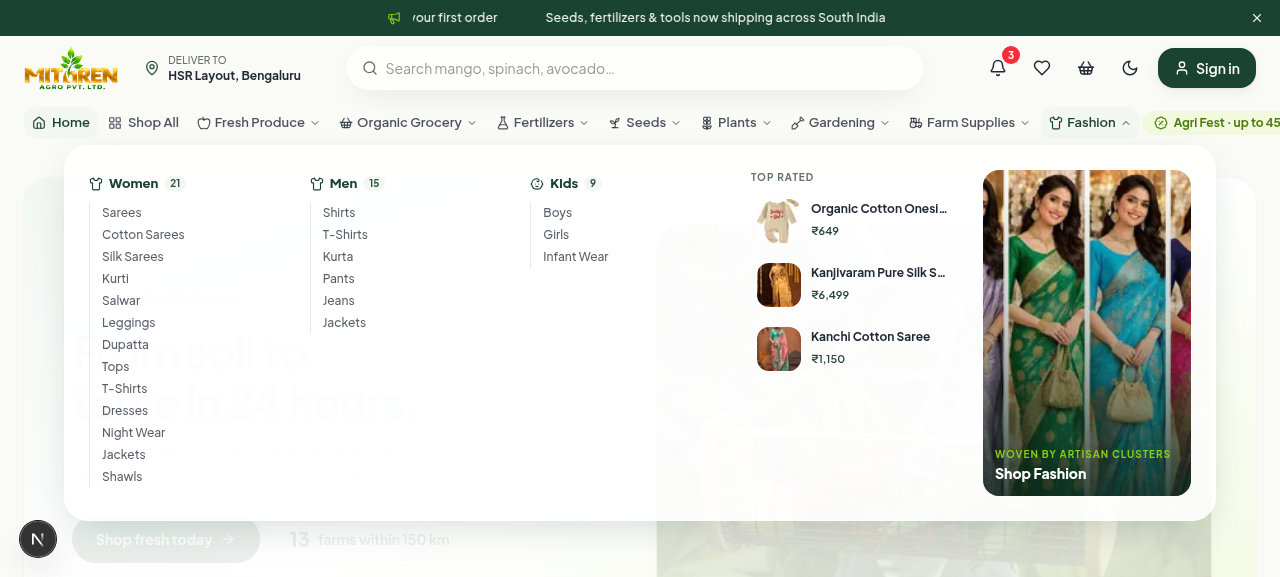 your first order
Seeds, fertilizers & tools now shipping across South India
MITHREN
AGRO PVT. LTD.
DELIVER TO
HSR Layout, Bengaluru
Search mango, spinach, avocado...
3
Sign in
Home
Shop All
Fresh Produce
Organic Grocery
Fertilizers
Seeds
Plants
Gardening
Farm Supplies
Fashion
Agri Fest · up to 45
Women 21
Sarees
Cotton Sarees
Silk Sarees
Kurti
Salwar
Leggings
Dupatta
Tops
T-Shirts
Dresses
Night Wear
Jackets
Shawls
Men 15
Shirts
T-Shirts
Kurta
Pants
Jeans
Jackets
Kids 9
Boys
Girls
Infant Wear
TOP RATED
Organic Cotton Onesi...
₹649
Kanjivaram Pure Silk S...
₹6,499
Kanchi Cotton Saree
₹1,150
WOVEN BY ARTISAN CLUSTERS
Shop Fashion
soil to
in 24 hours.
Shop fresh today
13 farms within 150 km
N